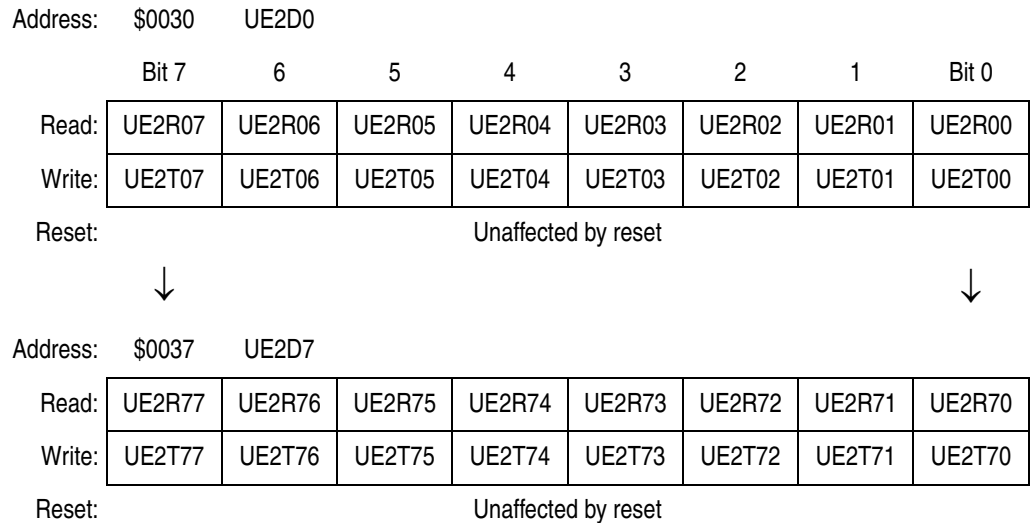 Address: $0030 UE2D0
Bit 7 6 5 4 3 2 1 Bit 0
Read: UE2R07 UE2R06 UE2R05 UE2R04 UE2R03 UE2R02 UE2R01 UE2R00
Write: UE2T07 UE2T06 UE2T05 UE2T04 UE2T03 UE2T02 UE2T01 UE2T00
Reset: Unaffected by reset
↓ ↓
Address: $0037 UE2D7
Read: UE2R77 UE2R76 UE2R75 UE2R74 UE2R73 UE2R72 UE2R71 UE2R70
Write: UE2T77 UE2T76 UE2T75 UE2T74 UE2T73 UE2T72 UE2T71 UE2T70
Reset: Unaffected by reset